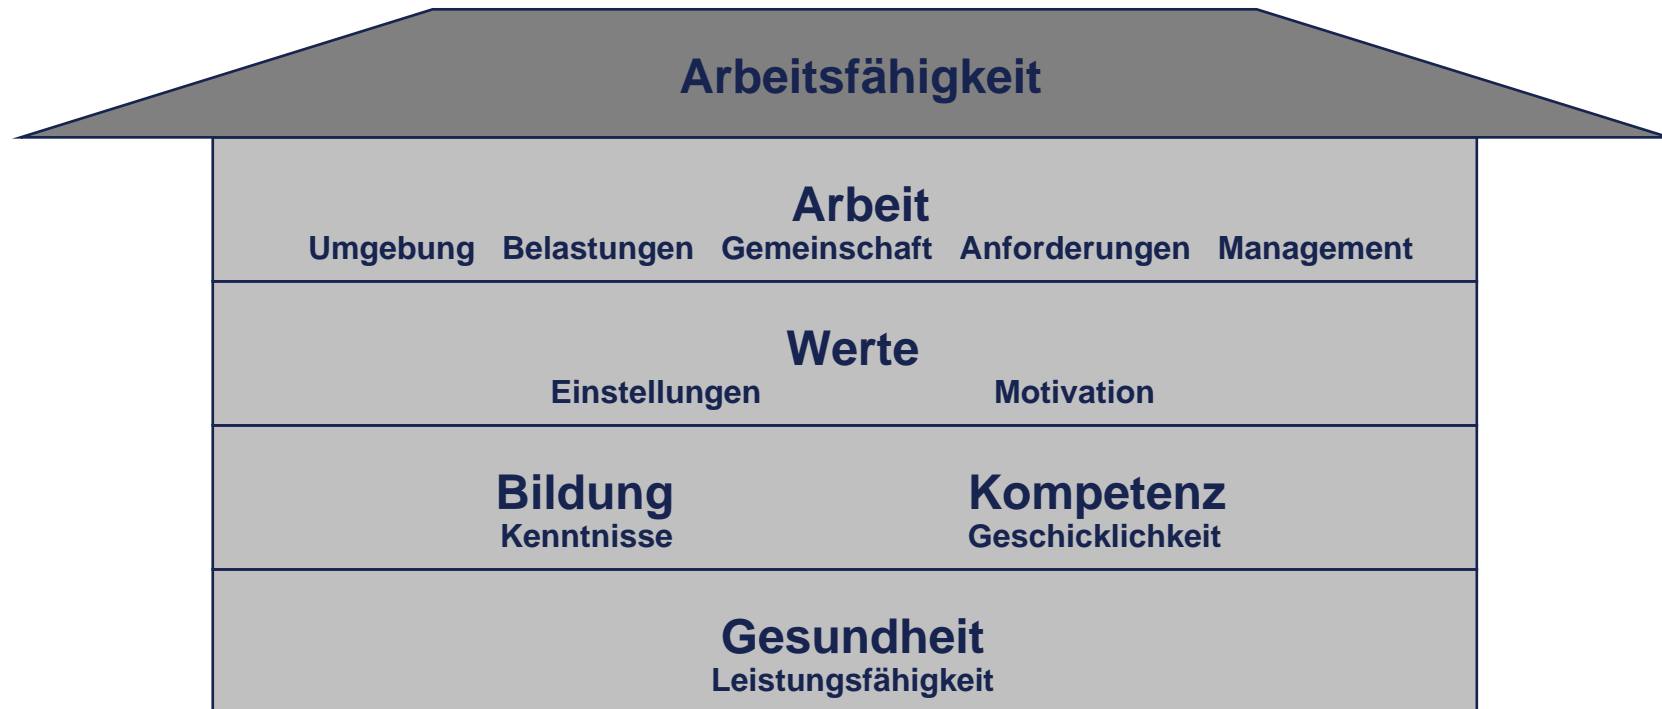 Arbeitsfähigkeit
Arbeit
Umgebung Belastungen Gemeinschaft Anforderungen Management
Werte
Einstellungen Motivation
Bildung Kompetenz
Kenntnisse Geschicklichkeit
Gesundheit
Leistungsfähigkeit